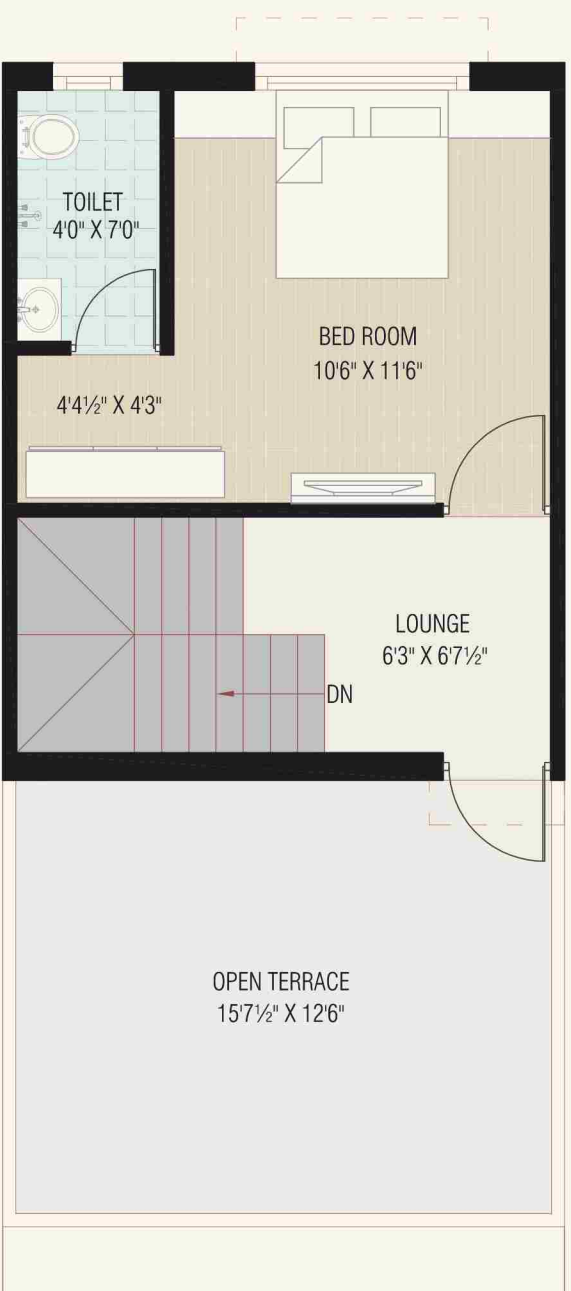 TOILET
4'0" X 7'0"
BED ROOM
10'6" X 11'6"
4'4½" X 4'3"
LOUNGE
6'3" X 6'7½"
DN
OPEN TERRACE
15'7½" X 12'6"